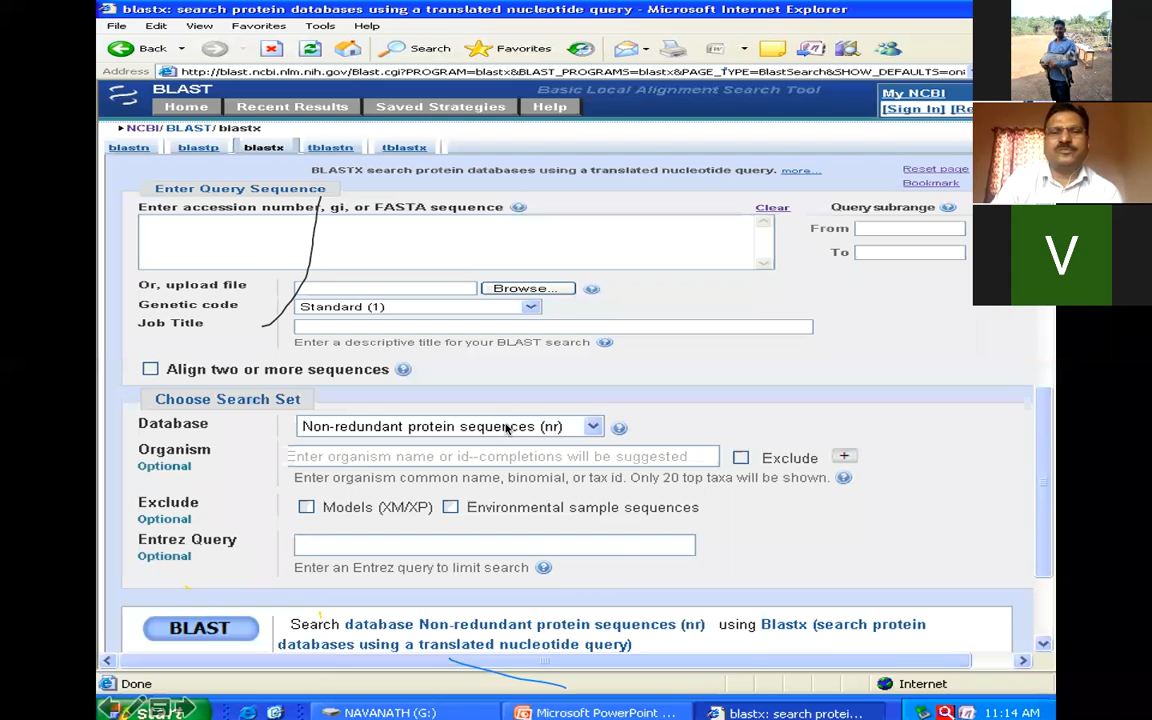 blastx: search protein databases using a translated nucleotide query - Microsoft Internet Explorer
File Edit View Favorites Tools Help
Back Search Favorites
Address http://blast.ncbi.nlm.nih.gov/Blast.cgi?PROGRAM=blastx&BLAST_PROGRAMS=blastx&PAGE_TYPE=BlastSearch&SHOW_DEFAULTS=oni
BLAST Basic Local Alignment Search Tool
My NCBI
Home Recent Results Saved Strategies Help
[Sign In] [Re
NCBI/ BLAST/ blastx
blastn blastp blastx tblastn tblastx
BLASTX search protein databases using a translated nucleotide query. more...
Reset page
Bookmark
Enter Query Sequence
Enter accession number, gi, or FASTA sequence Clear Query subrange
From
To
Or, upload file Browse...
Genetic code Standard (1)
Job Title
Enter a descriptive title for your BLAST search
Align two or more sequences
Choose Search Set
Database Non-redundant protein sequences (nr)
Organism
Optional
Enter organism name or id--completions will be suggested Exclude +
Enter organism common name, binomial, or tax id. Only 20 top taxa will be shown.
Exclude
Optional
Models (XM/XP) Environmental sample sequences
Entrez Query
Optional
Enter an Entrez query to limit search
BLAST
Search database Non-redundant protein sequences (nr) using Blastx (search protein
databases using a translated nucleotide query)
Done Internet
start NAVANATH (G:) Microsoft PowerPoint ... blastx: search protei... 11:14 AM
V